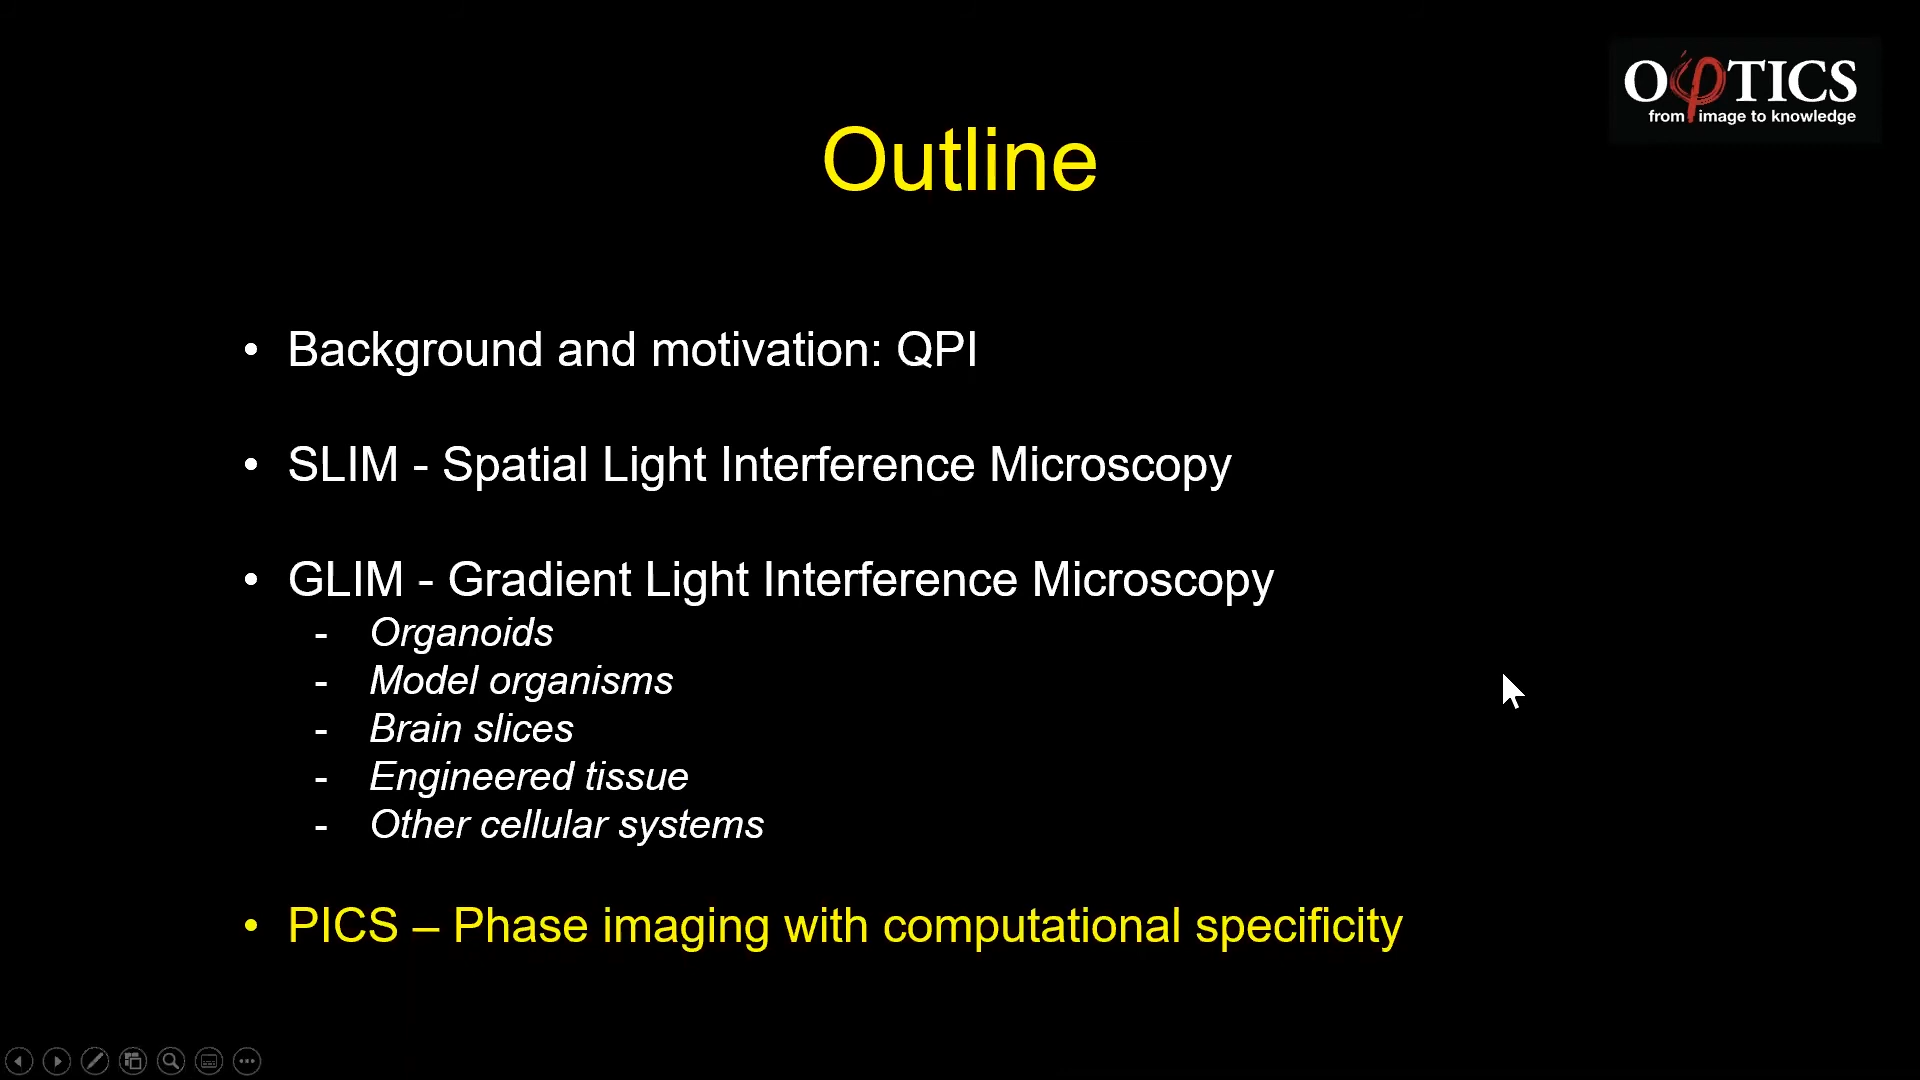 OφTICS
from image to knowledge
Outline
• Background and motivation: QPI
• SLIM - Spatial Light Interference Microscopy
• GLIM - Gradient Light Interference Microscopy
- Organoids
- Model organisms
- Brain slices
- Engineered tissue
- Other cellular systems
• PICS – Phase imaging with computational specificity